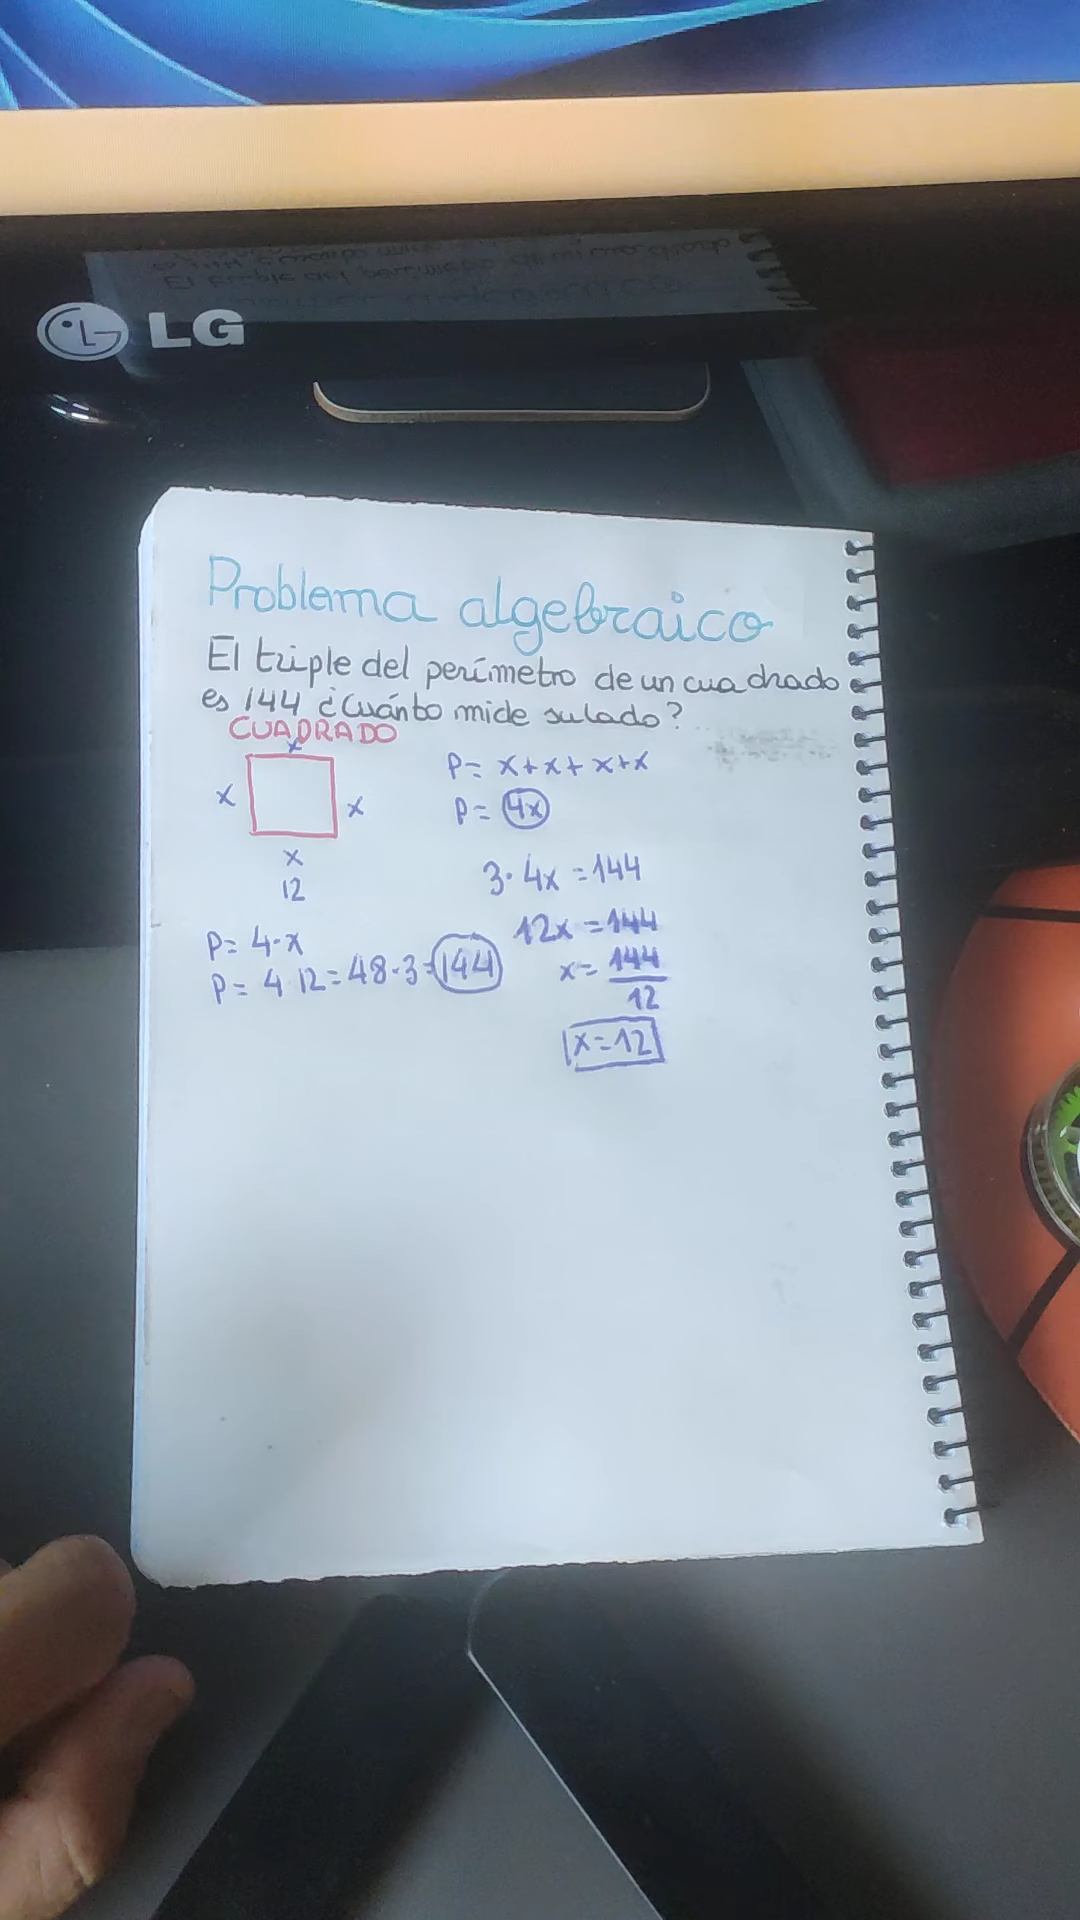 LG
Problema algebraico
El triple del perímetro de un cuadrado
es 144 ¿Cuánto mide su lado?
CUADRADO
x
x
x
x
12
P= x+x+x+x
P= 4x
3·4x=144
12x=144
x=144
12
x=12
P= 4·x
P= 4·12=48·3=144